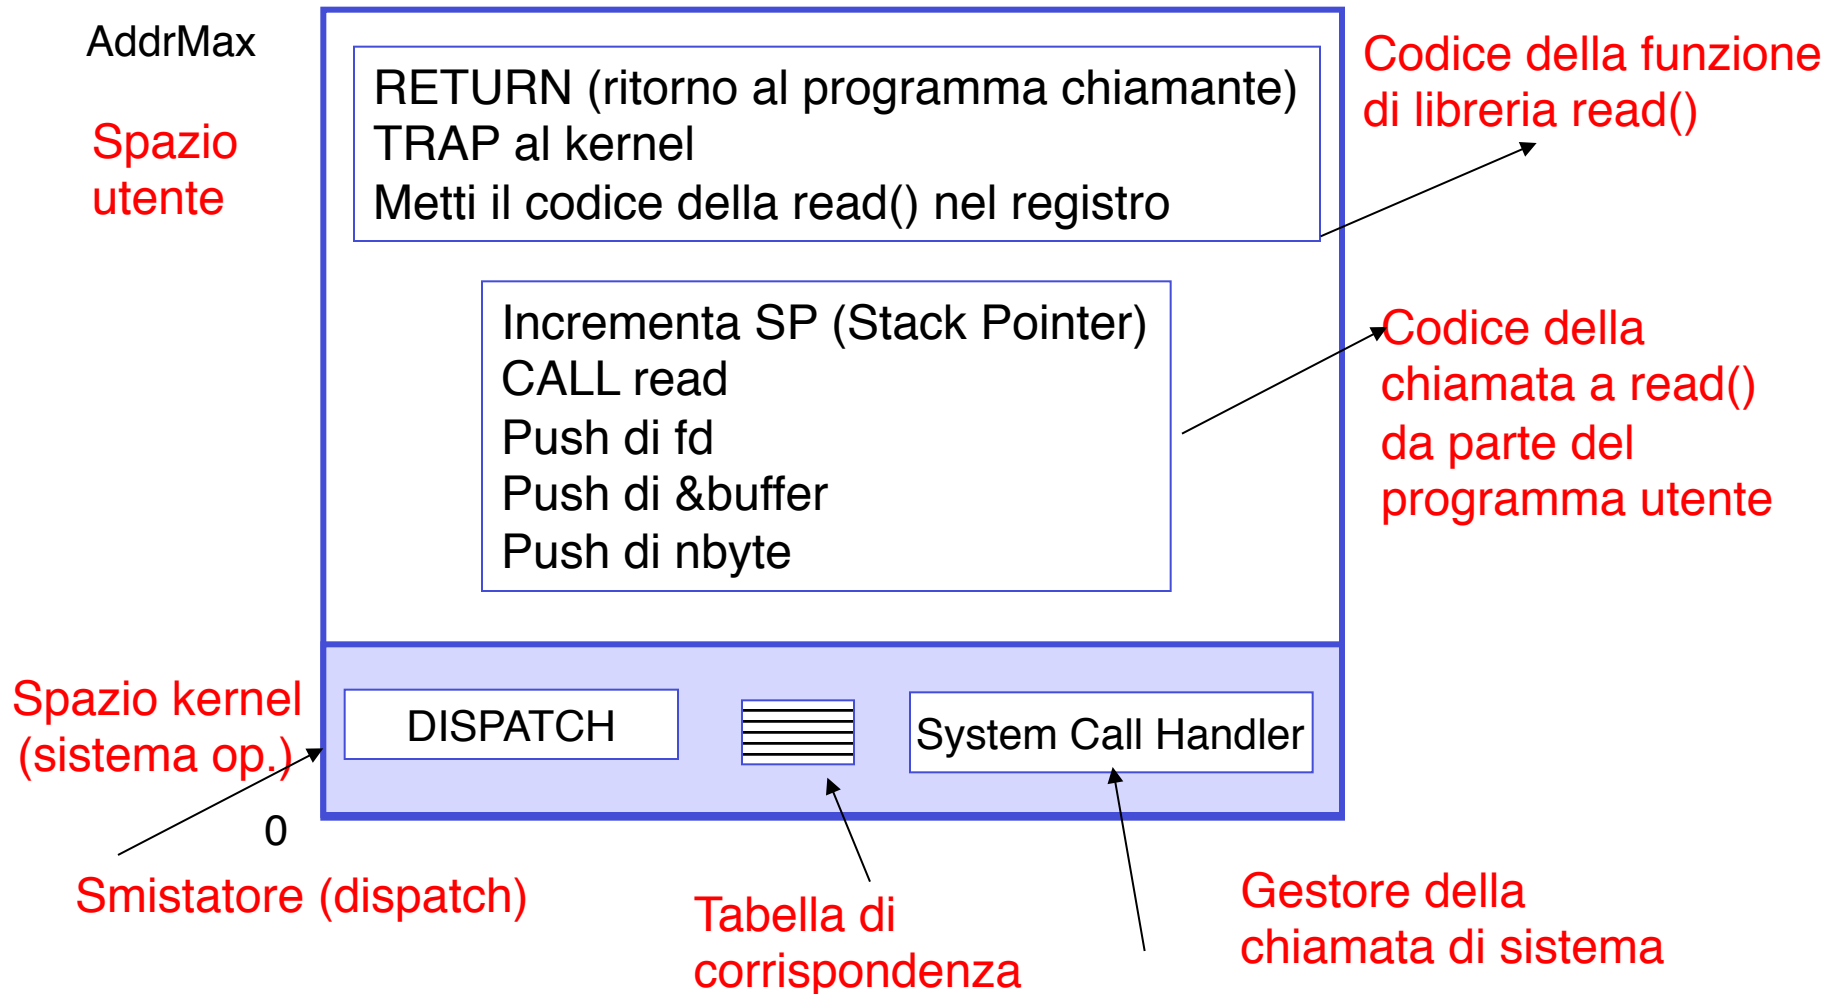 AddrMax
Spazio
utente
RETURN (ritorno al programma chiamante)
TRAP al kernel
Metti il codice della read() nel registro
Codice della funzione
di libreria read()
Incrementa SP (Stack Pointer)
CALL read
Push di fd
Push di &buffer
Push di nbyte
Codice della
chiamata a read()
da parte del
programma utente
Spazio kernel
(sistema op.)
DISPATCH
System Call Handler
0
Smistatore (dispatch)
Tabella di
corrispondenza
Gestore della
chiamata di sistema